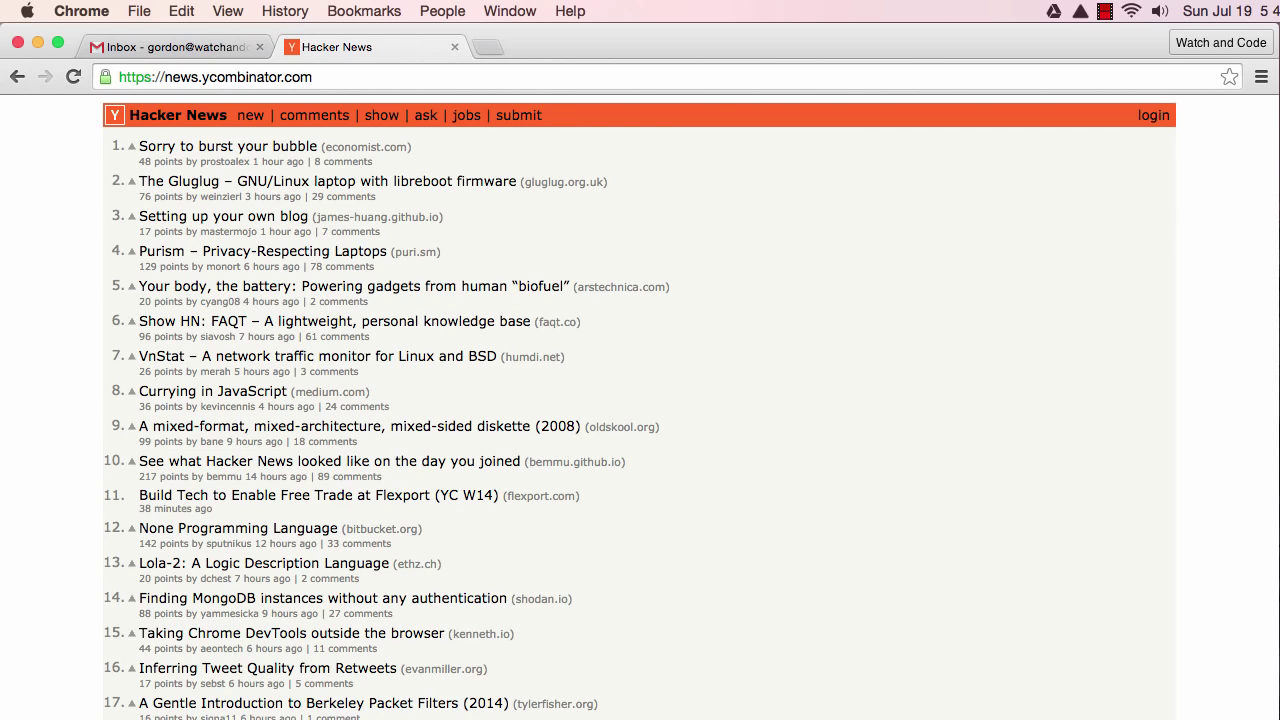 Chrome File Edit View History Bookmarks People Window Help Sun Jul 19 5 4
Inbox - gordon@watchand Hacker News Watch and Code
https://news.ycombinator.com
Y Hacker News new | comments | show | ask | jobs | submit login
1. Sorry to burst your bubble (economist.com)
48 points by prostoalex 1 hour ago | 8 comments
2. The Gluglug – GNU/Linux laptop with libreboot firmware (gluglug.org.uk)
76 points by weinzierl 3 hours ago | 29 comments
3. Setting up your own blog (james-huang.github.io)
17 points by mastermojo 1 hour ago | 7 comments
4. Purism – Privacy-Respecting Laptops (puri.sm)
129 points by monort 6 hours ago | 78 comments
5. Your body, the battery: Powering gadgets from human “biofuel” (arstechnica.com)
20 points by cyang08 4 hours ago | 2 comments
6. Show HN: FAQT – A lightweight, personal knowledge base (faqt.co)
96 points by siavosh 7 hours ago | 61 comments
7. VnStat – A network traffic monitor for Linux and BSD (humdi.net)
26 points by merah 5 hours ago | 3 comments
8. Currying in JavaScript (medium.com)
36 points by kevincennis 4 hours ago | 24 comments
9. A mixed-format, mixed-architecture, mixed-sided diskette (2008) (oldskool.org)
99 points by bane 9 hours ago | 18 comments
10. See what Hacker News looked like on the day you joined (bemmu.github.io)
217 points by bemmu 14 hours ago | 89 comments
11. Build Tech to Enable Free Trade at Flexport (YC W14) (flexport.com)
38 minutes ago
12. None Programming Language (bitbucket.org)
142 points by sputnikus 12 hours ago | 33 comments
13. Lola-2: A Logic Description Language (ethz.ch)
20 points by dchest 7 hours ago | 2 comments
14. Finding MongoDB instances without any authentication (shodan.io)
88 points by yammesicka 9 hours ago | 27 comments
15. Taking Chrome DevTools outside the browser (kenneth.io)
44 points by aeontech 6 hours ago | 11 comments
16. Inferring Tweet Quality from Retweets (evanmiller.org)
17 points by sebst 6 hours ago | 5 comments
17. A Gentle Introduction to Berkeley Packet Filters (2014) (tylerfisher.org)
16 points by signa11 6 hours ago | 1 comment